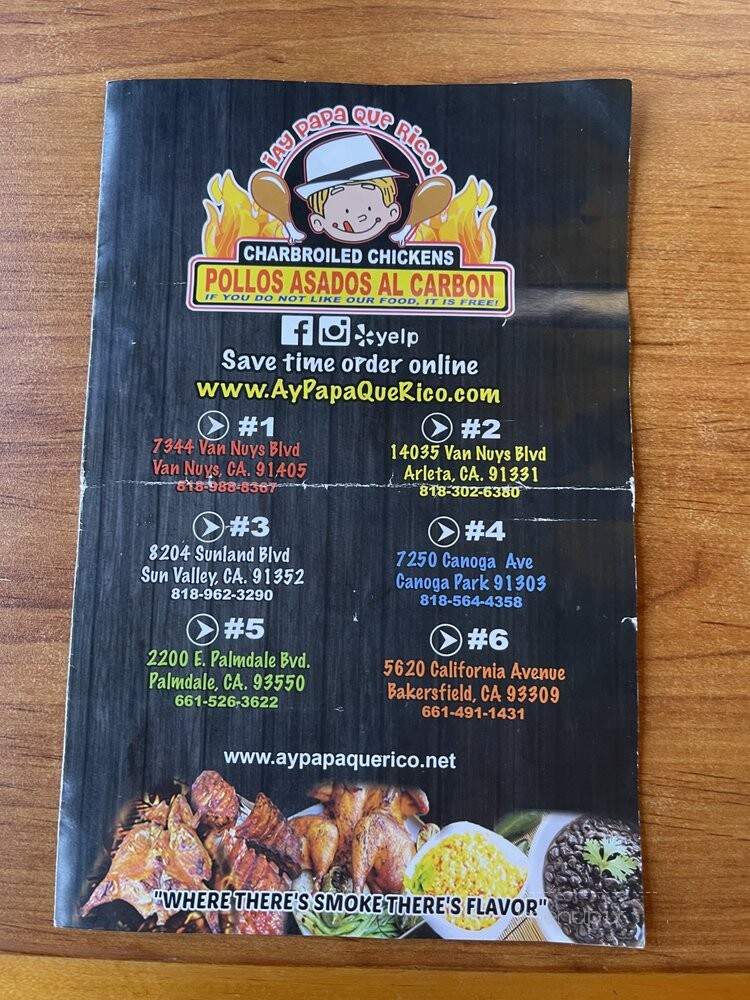 ¡AY PAPA QUE RICO!
CHARBROILED CHICKENS
POLLOS ASADOS AL CARBON
IF YOU DO NOT LIKE OUR FOOD, IT IS FREE!
yelp
Save time order online
www.AyPapaQueRico.com
#1
7344 Van Nuys Blvd
Van Nuys, CA. 91405
818-988-8367
#2
14035 Van Nuys Blvd
Arleta, CA. 91331
818-302-6380
#3
8204 Sunland Blvd
Sun Valley, CA. 91352
818-962-3290
#4
7250 Canoga Ave
Canoga Park 91303
818-564-4358
#5
2200 E. Palmdale Bvd.
Palmdale, CA. 93550
661-526-3622
#6
5620 California Avenue
Bakersfield, CA 93309
661-491-1431
www.aypapaquerico.net
"WHERE THERE'S SMOKE THERE'S FLAVOR"